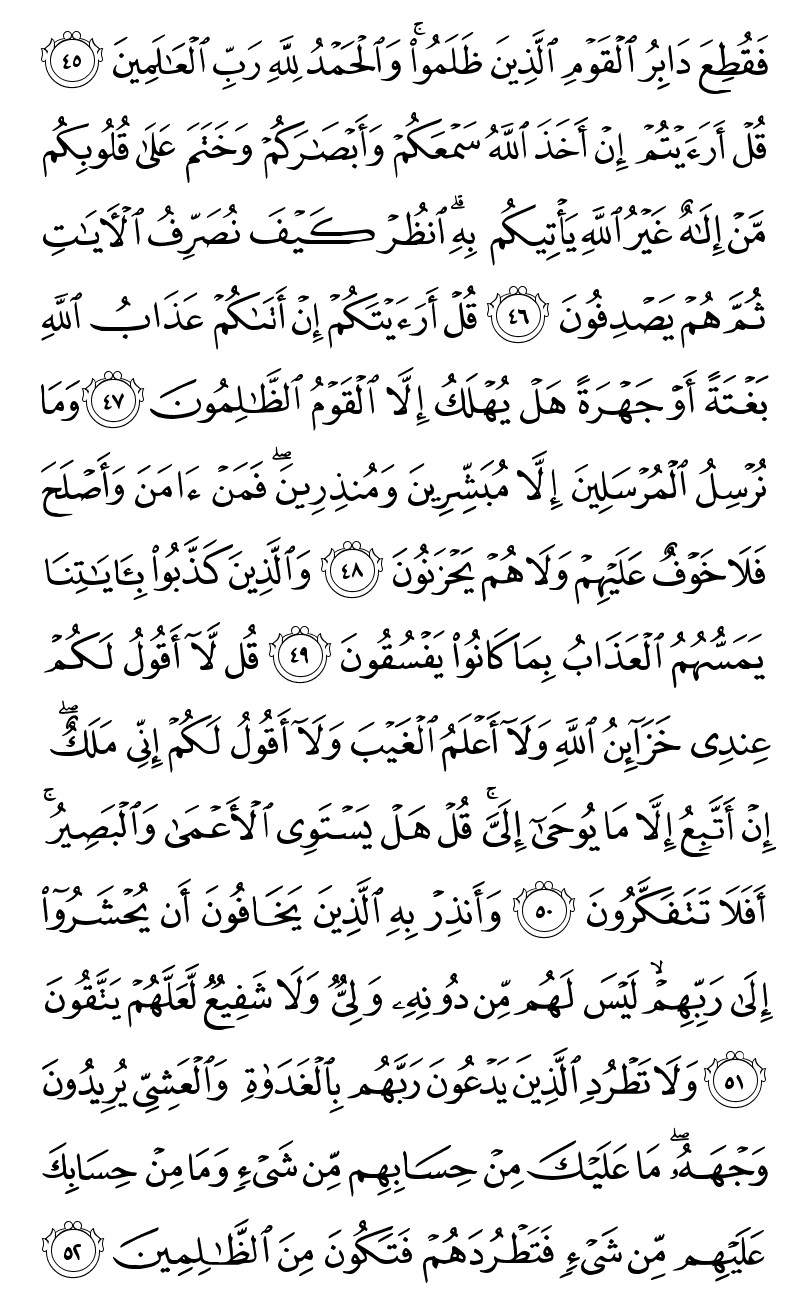 فَقُطِعَ دَابِرُ ٱلْقَوْمِ ٱلَّذِينَ ظَلَمُوا۟ ۚ وَٱلْحَمْدُ لِلَّهِ رَبِّ ٱلْعَـٰلَمِينَ ٤٥
قُلْ أَرَءَيْتُمْ إِنْ أَخَذَ ٱللَّهُ سَمْعَكُمْ وَأَبْصَـٰرَكُمْ وَخَتَمَ عَلَىٰ قُلُوبِكُم
مَّنْ إِلَـٰهٌ غَيْرُ ٱللَّهِ يَأْتِيكُم بِهِ ۗ ٱنظُرْ كَيْفَ نُصَرِّفُ ٱلْـَٔايَـٰتِ
ثُمَّ هُمْ يَصْدِفُونَ ٤٦ قُلْ أَرَءَيْتَكُمْ إِنْ أَتَىٰكُمْ عَذَابُ ٱللَّهِ
بَغْتَةً أَوْ جَهْرَةً هَلْ يُهْلَكُ إِلَّا ٱلْقَوْمُ ٱلظَّـٰلِمُونَ ٤٧ وَمَا
نُرْسِلُ ٱلْمُرْسَلِينَ إِلَّا مُبَشِّرِينَ وَمُنذِرِينَ ۖ فَمَنْ ءَامَنَ وَأَصْلَحَ
فَلَا خَوْفٌ عَلَيْهِمْ وَلَا هُمْ يَحْزَنُونَ ٤٨ وَٱلَّذِينَ كَذَّبُوا۟ بِـَٔايَـٰتِنَا
يَمَسُّهُمُ ٱلْعَذَابُ بِمَا كَانُوا۟ يَفْسُقُونَ ٤٩ قُل لَّآ أَقُولُ لَكُمْ
عِندِى خَزَآئِنُ ٱللَّهِ وَلَآ أَعْلَمُ ٱلْغَيْبَ وَلَآ أَقُولُ لَكُمْ إِنِّى مَلَكٌ ۖ
إِنْ أَتَّبِعُ إِلَّا مَا يُوحَىٰٓ إِلَىَّ ۚ قُلْ هَلْ يَسْتَوِى ٱلْأَعْمَىٰ وَٱلْبَصِيرُ ۚ
أَفَلَا تَتَفَكَّرُونَ ٥٠ وَأَنذِرْ بِهِ ٱلَّذِينَ يَخَافُونَ أَن يُحْشَرُوٓا۟
إِلَىٰ رَبِّهِمْ ۙ لَيْسَ لَهُم مِّن دُونِهِۦ وَلِىٌّ وَلَا شَفِيعٌ لَّعَلَّهُمْ يَتَّقُونَ
٥١ وَلَا تَطْرُدِ ٱلَّذِينَ يَدْعُونَ رَبَّهُم بِٱلْغَدَوٰةِ وَٱلْعَشِىِّ يُرِيدُونَ
وَجْهَهُۥ ۖ مَا عَلَيْكَ مِنْ حِسَابِهِم مِّن شَىْءٍ وَمَا مِنْ حِسَابِكَ
عَلَيْهِم مِّن شَىْءٍ فَتَطْرُدَهُمْ فَتَكُونَ مِنَ ٱلظَّـٰلِمِينَ ٥٢